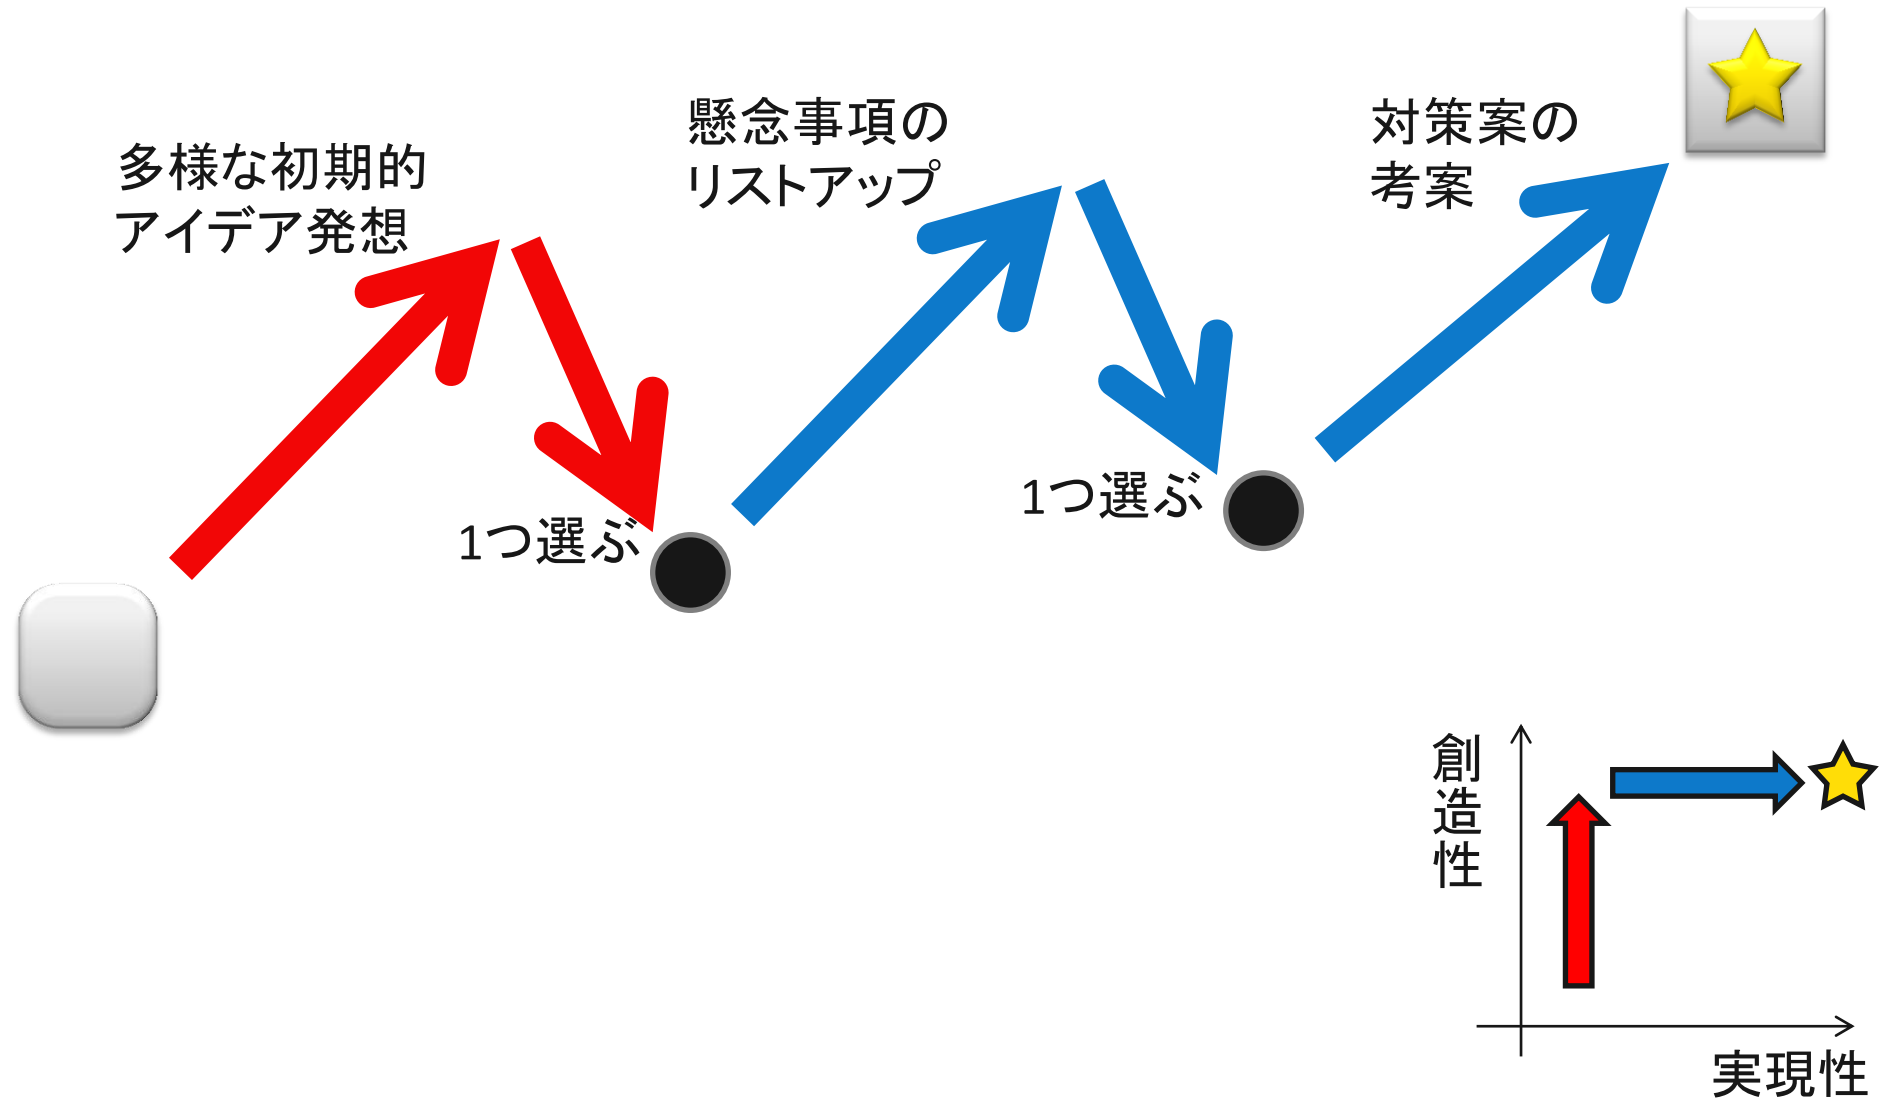 多様な初期的
アイデア発想
1つ選ぶ
懸念事項の
リストアップ
1つ選ぶ
対策案の
考案
創造性
実現性